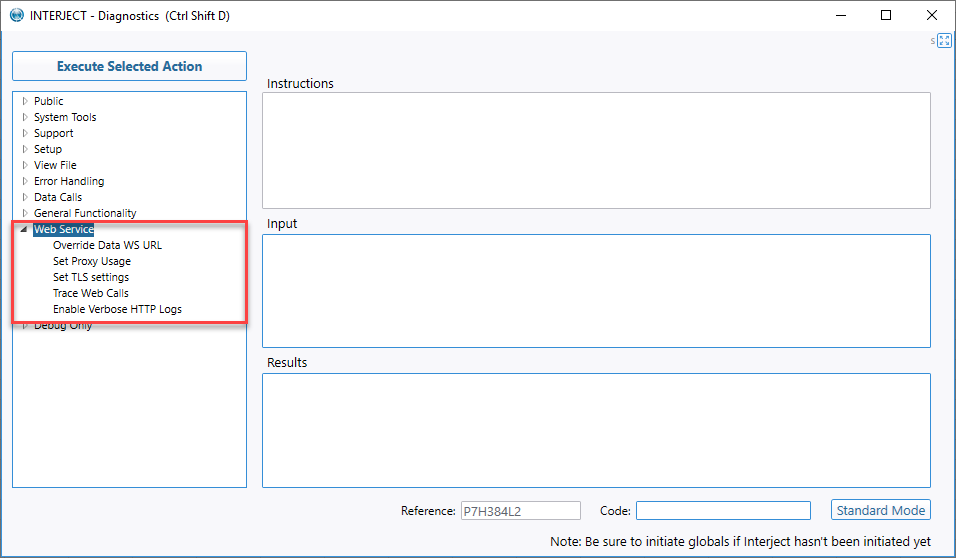 INTERJECT - Diagnostics (Ctrl Shift D)
s
Execute Selected Action
Public
System Tools
Support
Setup
View File
Error Handling
Data Calls
General Functionality
Web Service
Override Data WS URL
Set Proxy Usage
Set TLS settings
Trace Web Calls
Enable Verbose HTTP Logs
Debug Only
Instructions
Input
Results
Reference: P7H384L2 Code: Standard Mode
Note: Be sure to initiate globals if Interject hasn't been initiated yet